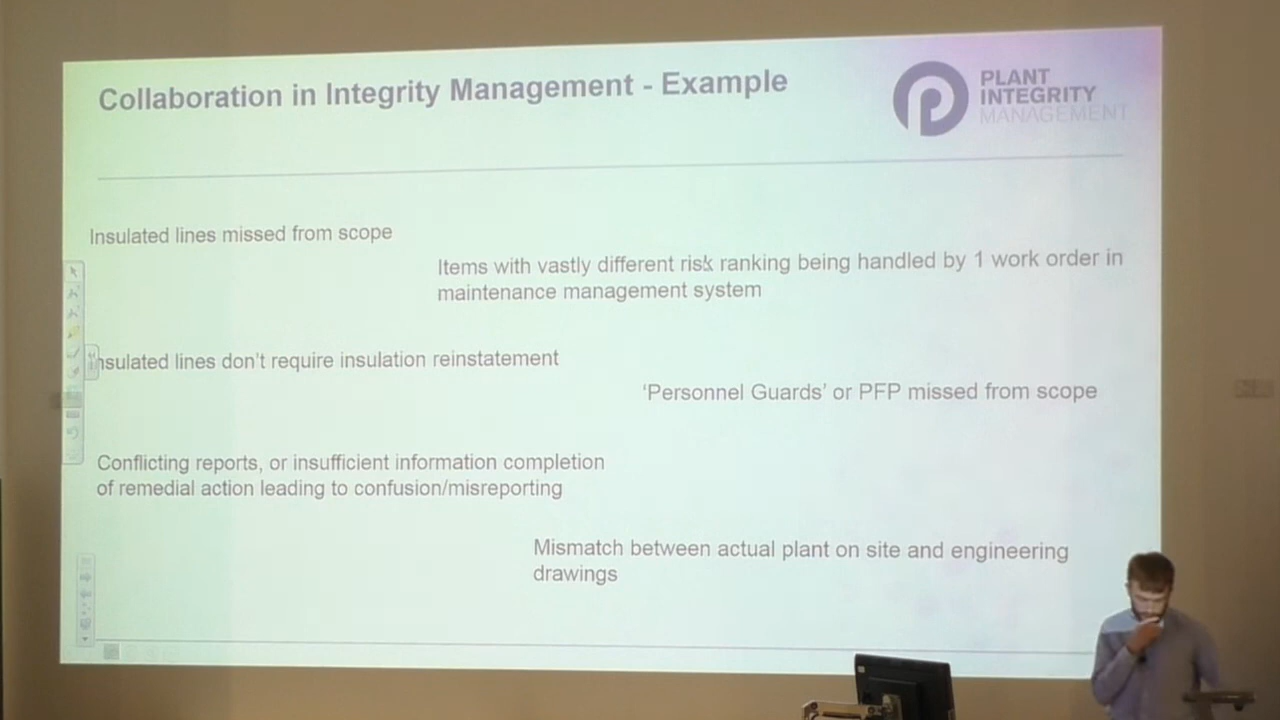 Collaboration in Integrity Management - Example
PLANT
INTEGRITY
MANAGEMENT
Insulated lines missed from scope
Items with vastly different risk ranking being handled by 1 work order in
maintenance management system
Insulated lines don't require insulation reinstatement
'Personnel Guards' or PFP missed from scope
Conflicting reports, or insufficient information completion
of remedial action leading to confusion/misreporting
Mismatch between actual plant on site and engineering
drawings